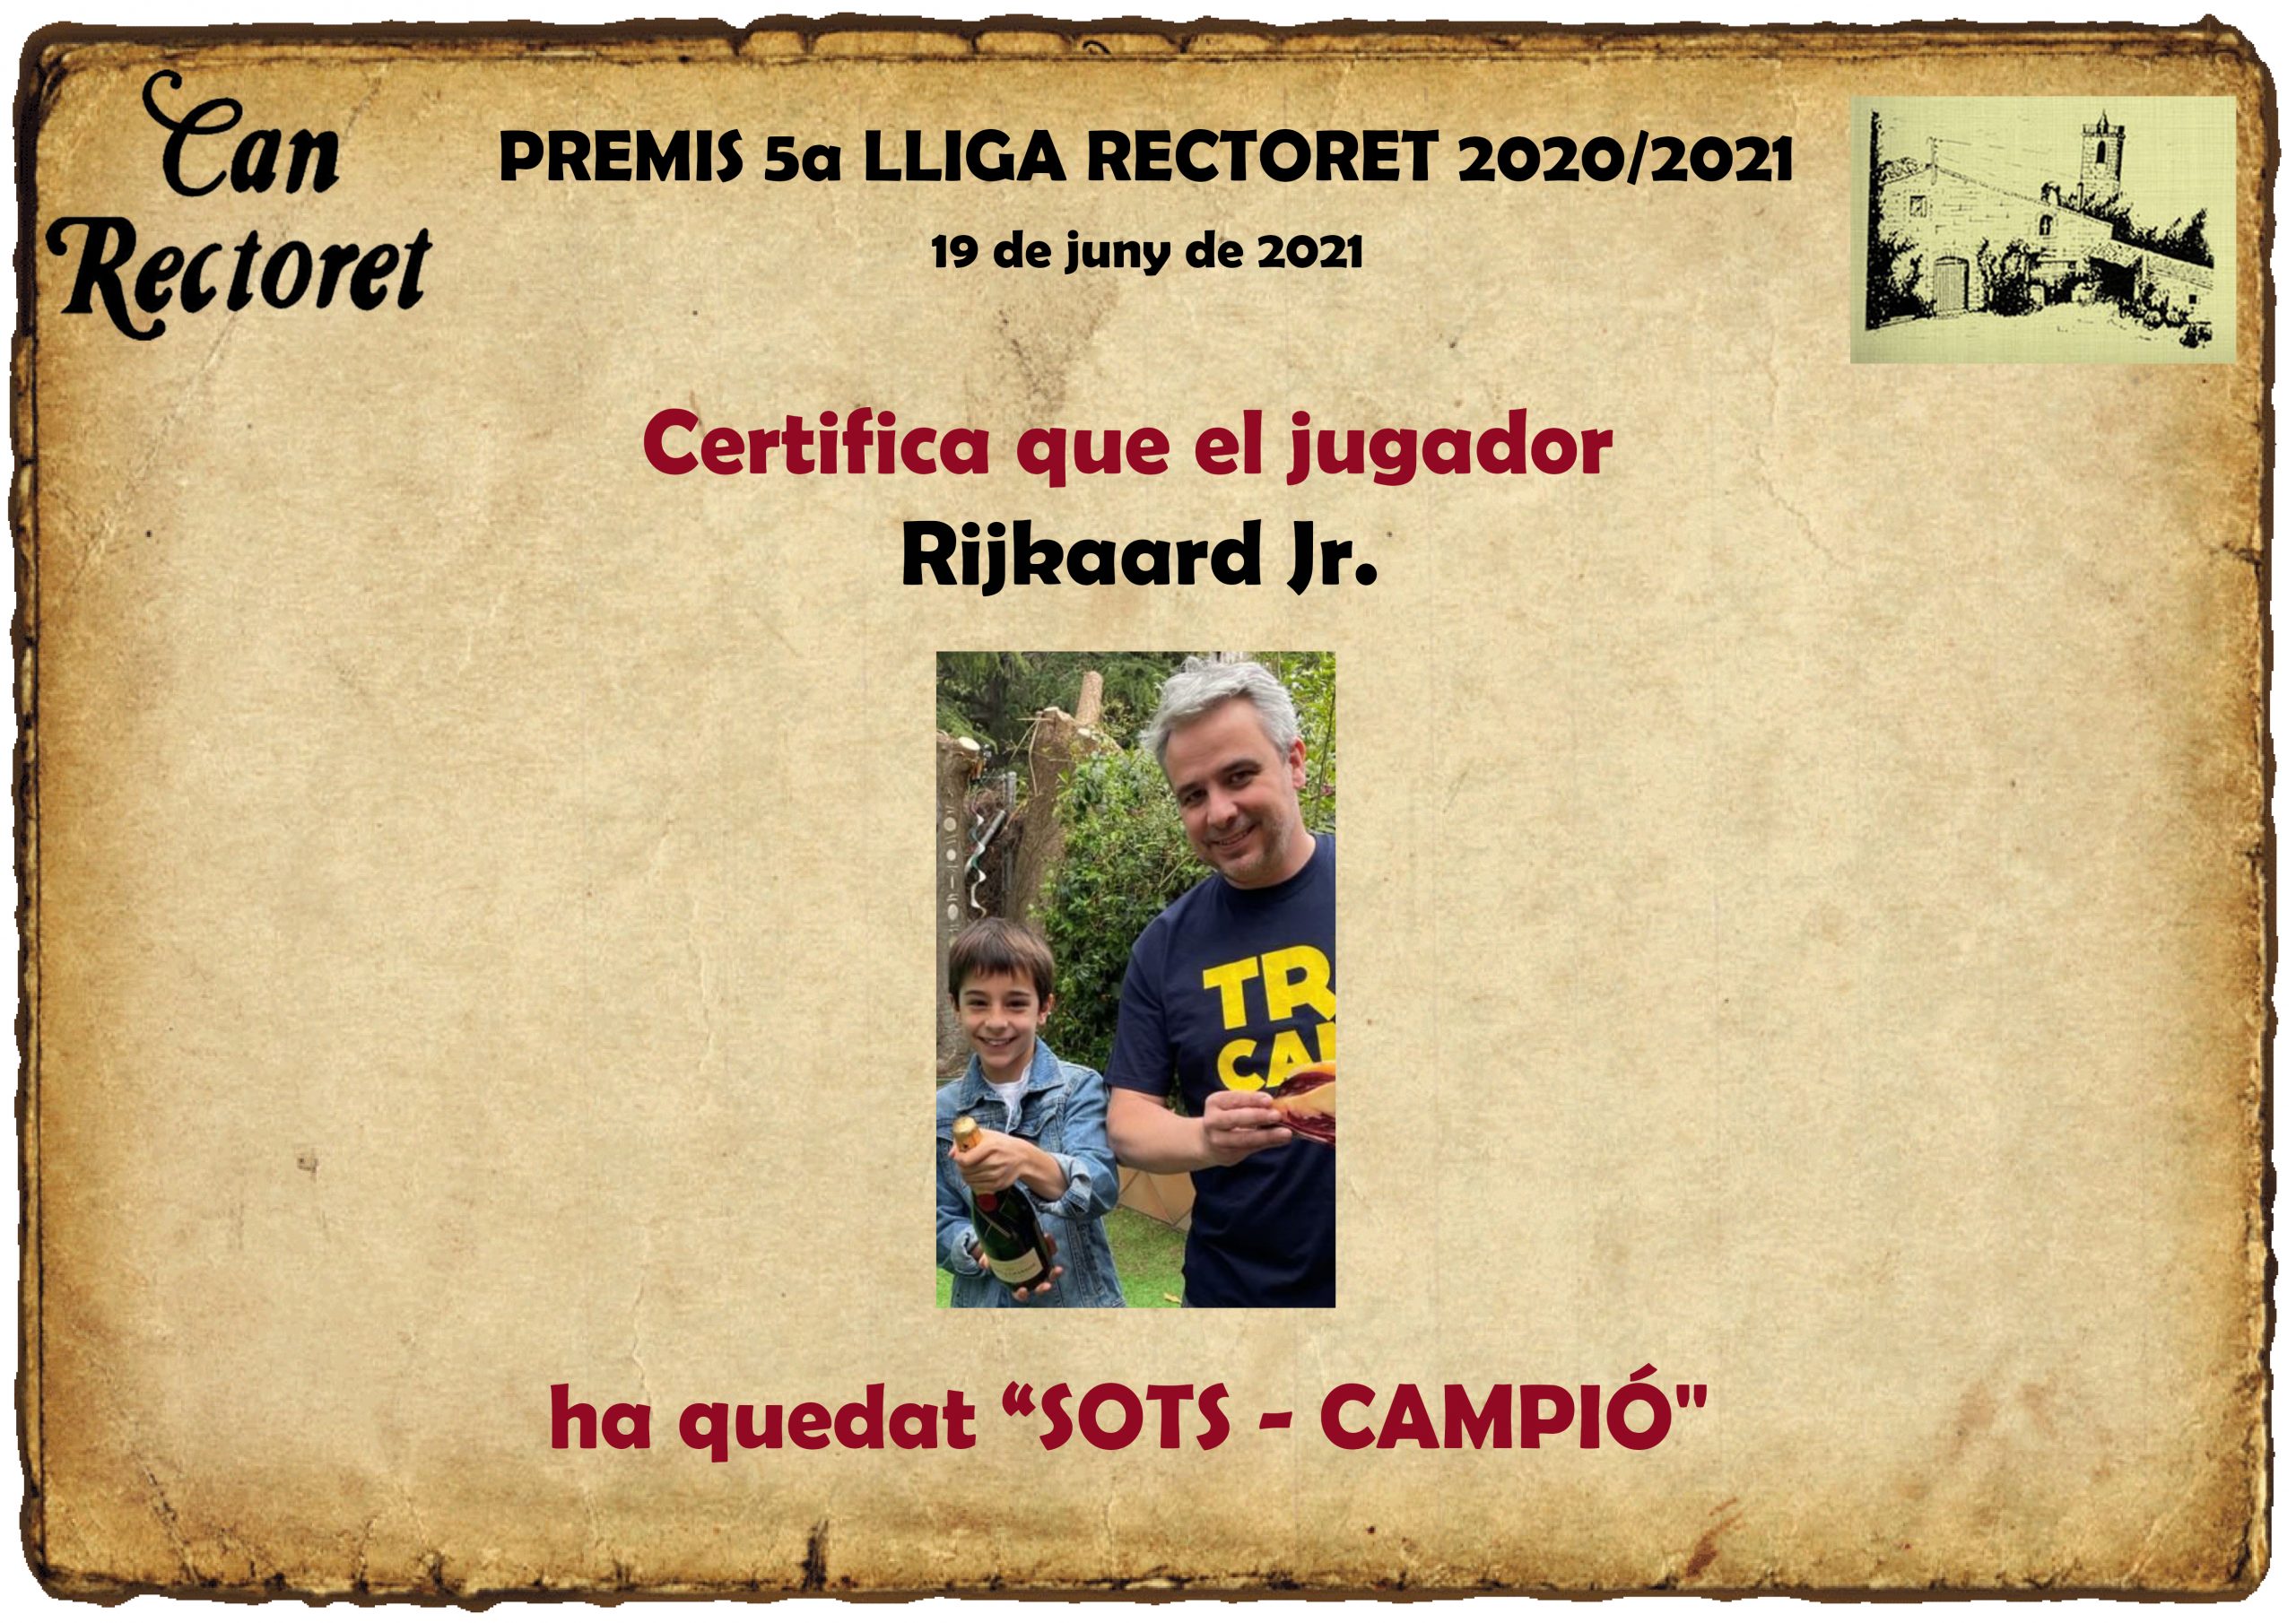 Can
Rectoret
PREMIS 5a LLIGA RECTORET 2020/2021
19 de juny de 2021
Certifica que el jugador
Rijkaard Jr.
TR
CA
ha quedat “SOTS - CAMPIÓ"